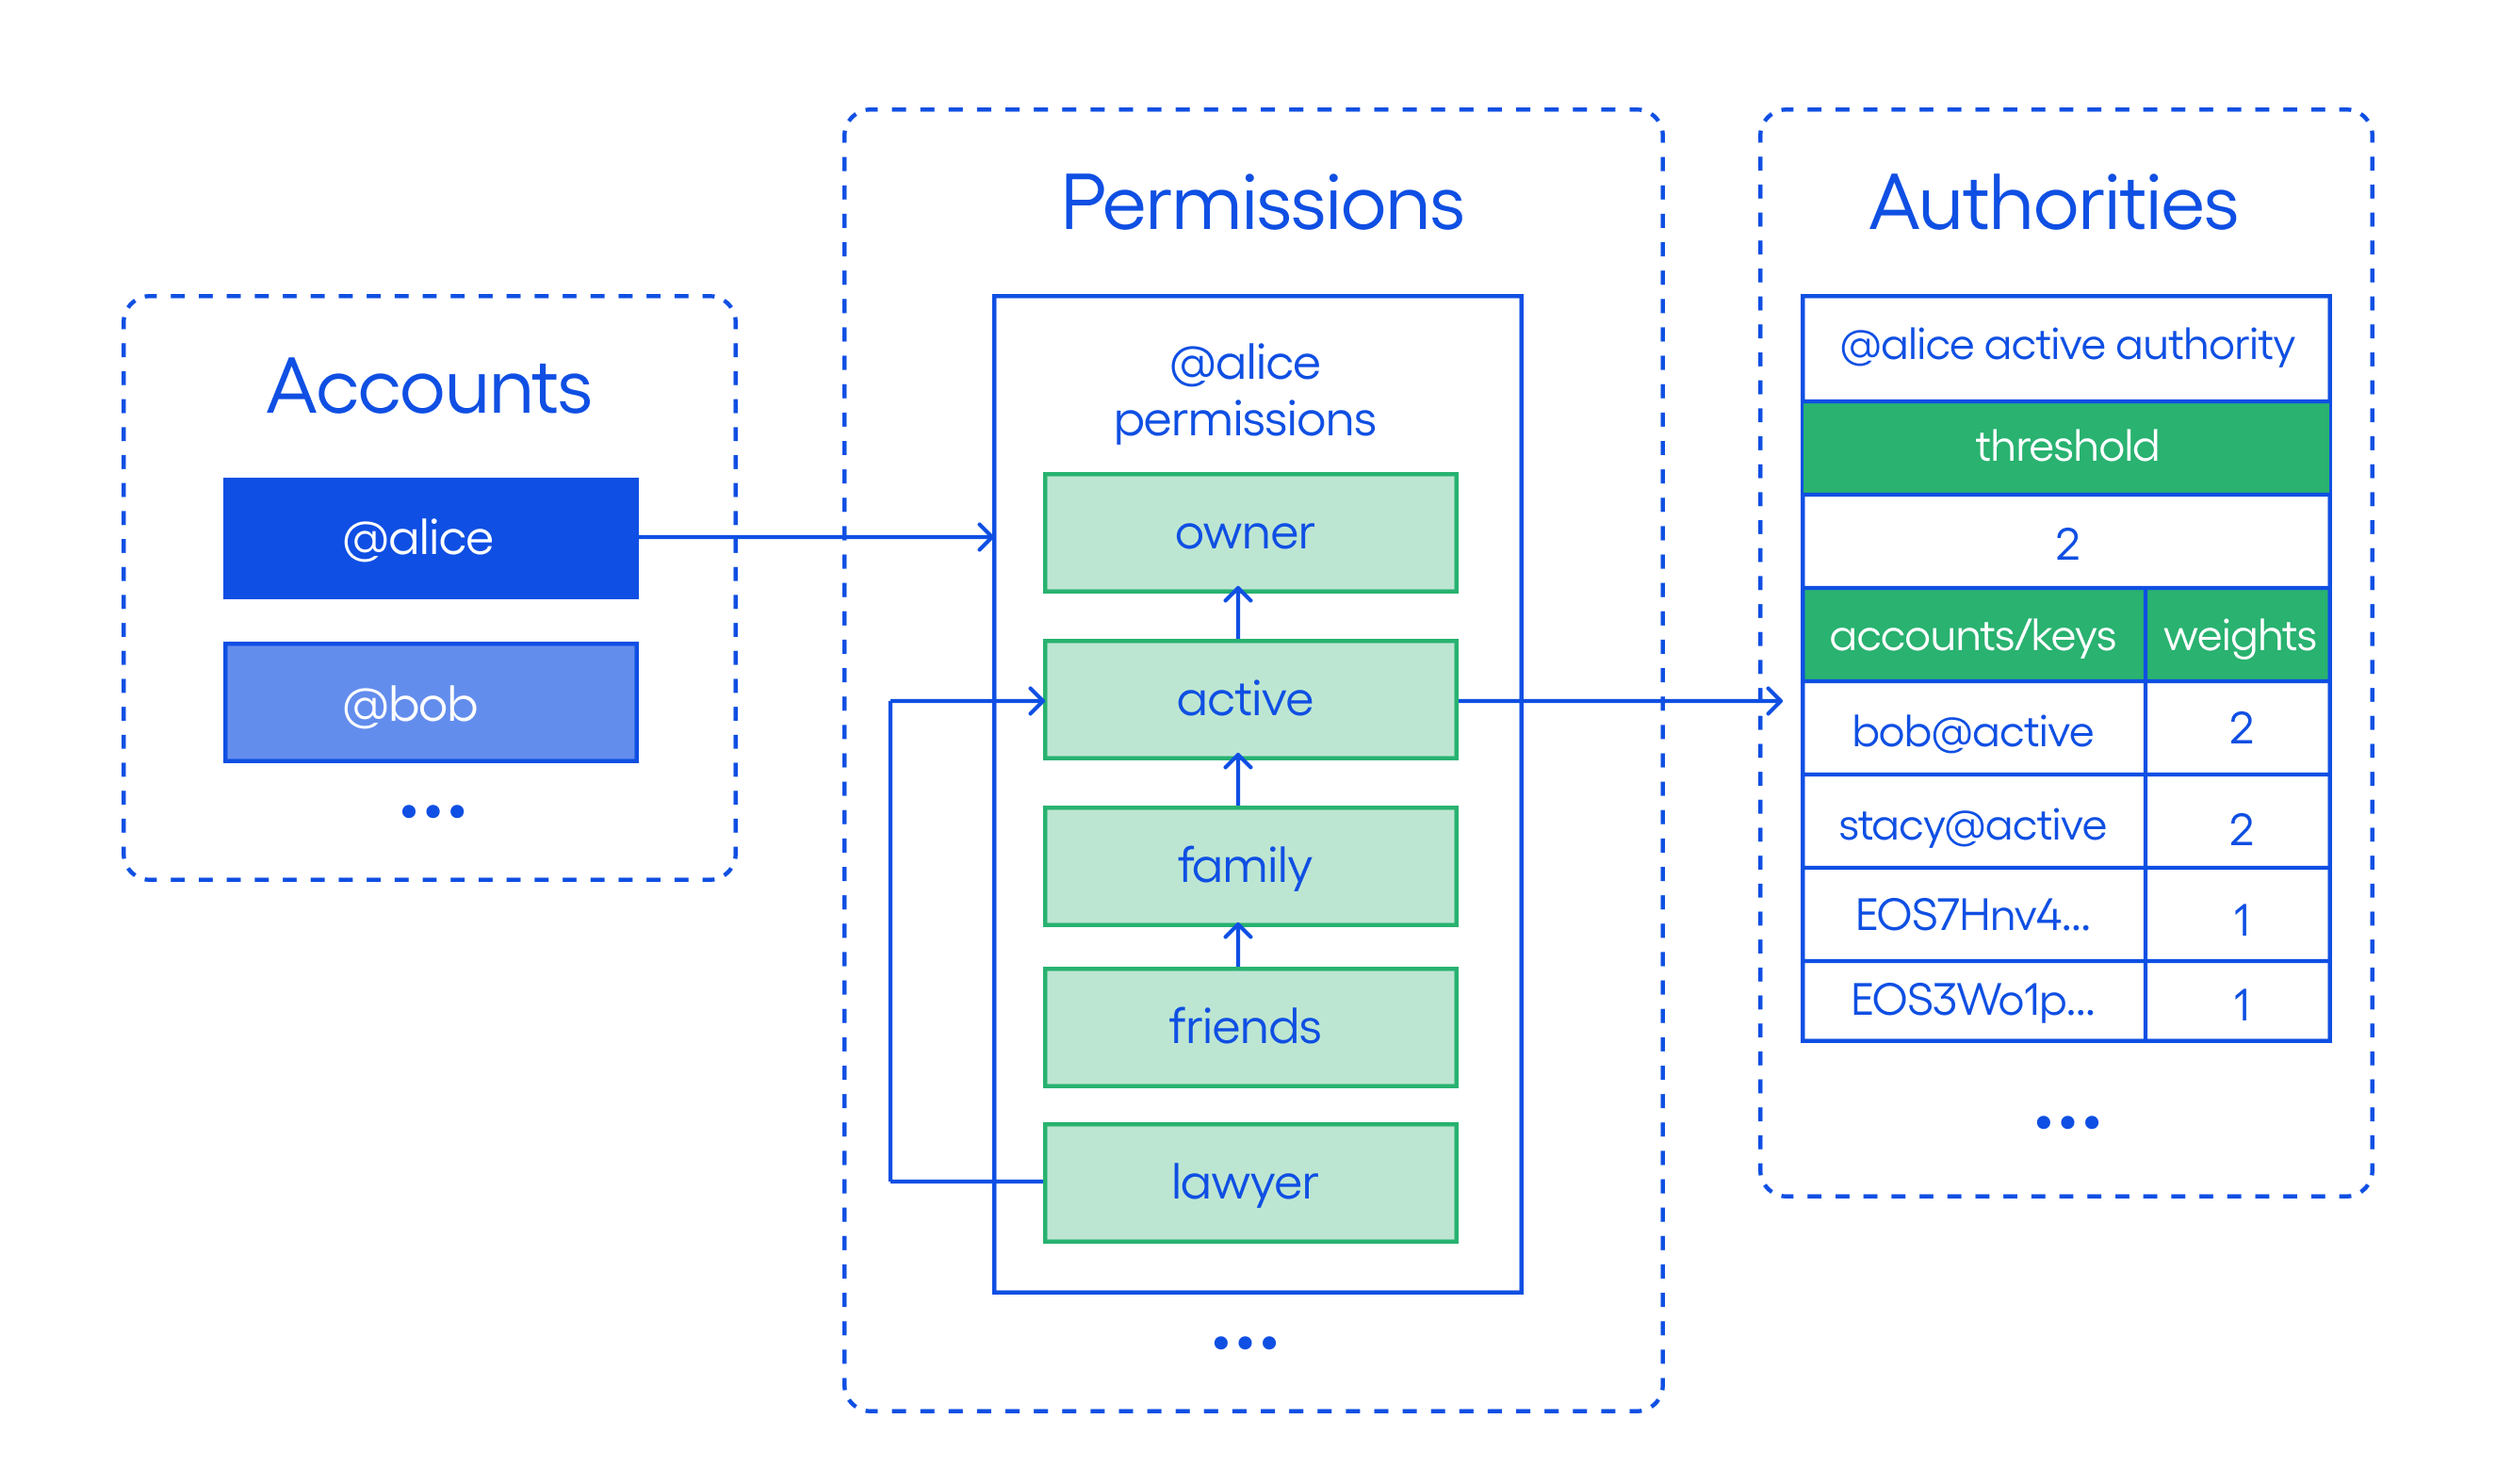 Accounts
@alice
@bob
Permissions
@alice
permissions
owner
active
family
friends
lawyer
Authorities
@alice active authority
threshold
2
accounts/keys weights
bob@active 2
stacy@active 2
EOS7Hnv4... 1
EOS3Wo1p... 1